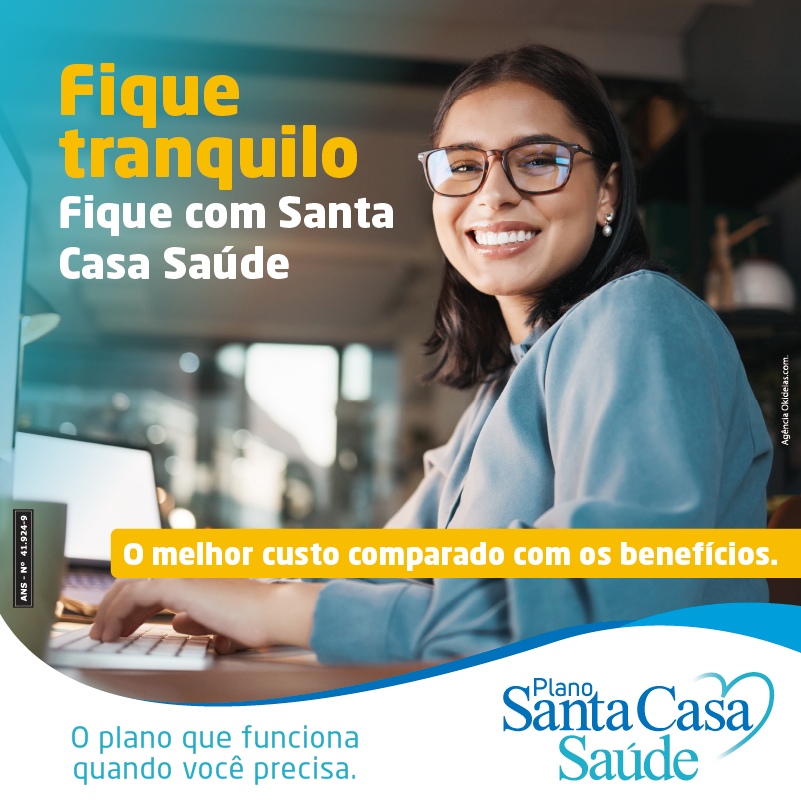 Fique
tranquilo
Fique com Santa
Casa Saúde
Agência Okideias.com.
ANS - Nº 41.924-9
O melhor custo comparado com os benefícios.
O plano que funciona
quando você precisa.
Plano
Santa Casa
Saúde